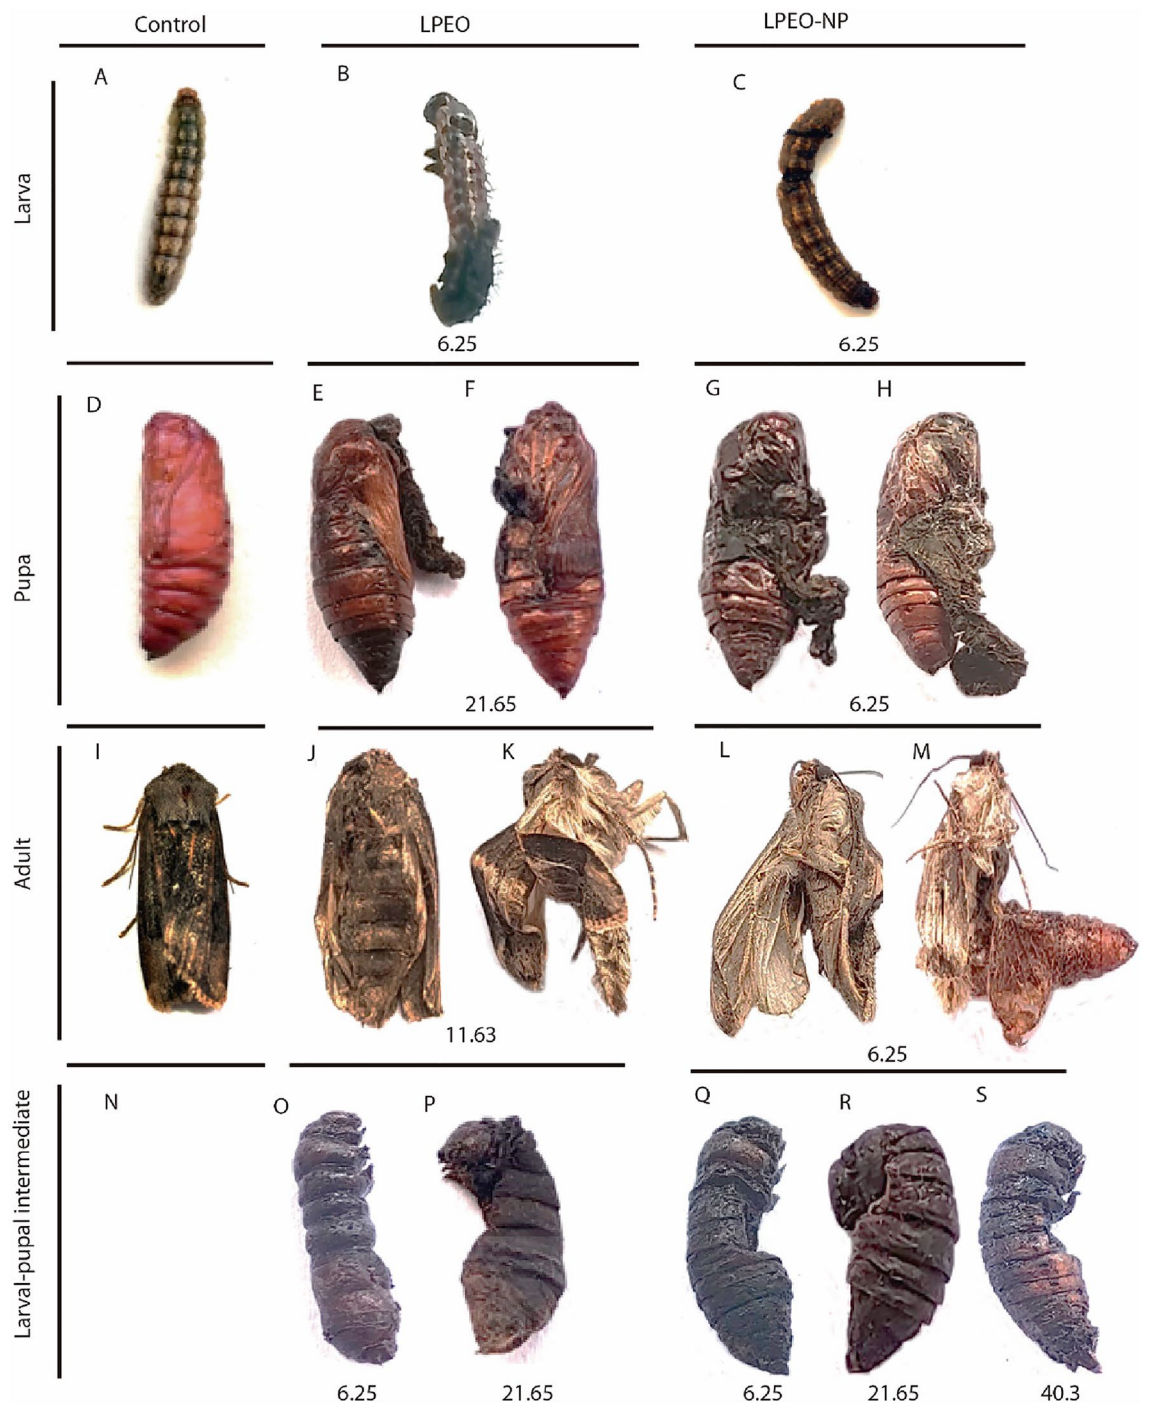 Control LPEO LPEO-NP
A B C
Larva
6.25 6.25
D E F G H
Pupa
21.65 6.25
I J K L M
Adult
11.63 6.25
N O P Q R S
Larval-pupal intermediate
6.25 21.65 6.25 21.65 40.3